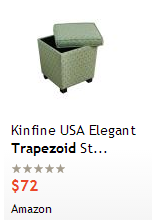 Kinfine USA Elegant
Trapezoid St...
$72
Amazon